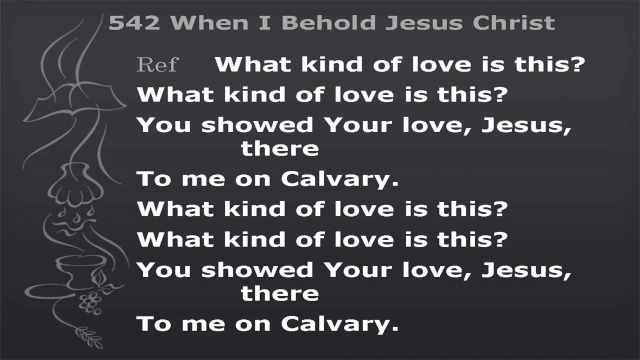 542 When I Behold Jesus Christ
Ref What kind of love is this?
What kind of love is this?
You showed Your love, Jesus,
there
To me on Calvary.
What kind of love is this?
What kind of love is this?
You showed Your love, Jesus,
there
To me on Calvary.